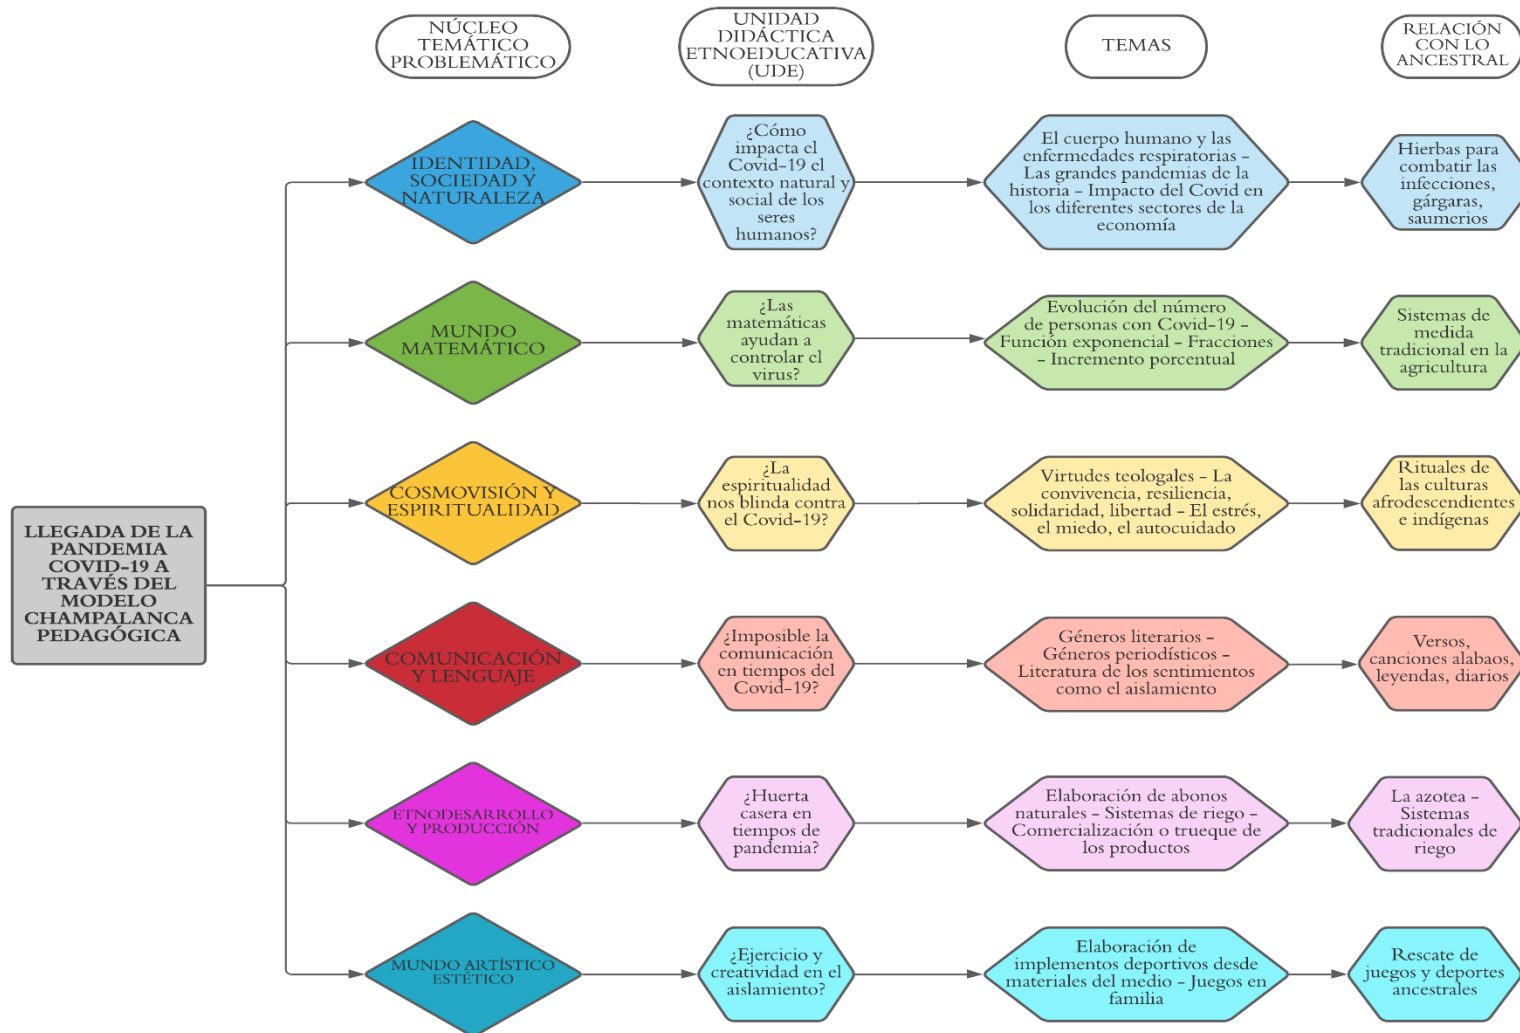 NÚCLEO
TEMÁTICO
PROBLEMÁTICO
UNIDAD
DIDÁCTICA
ETNOEDUCATIVA
(UDE)
TEMAS
RELACIÓN
CON LO
ANCESTRAL
LLEGADA DE LA
PANDEMIA
COVID-19 A
TRAVÉS DEL
MODELO
CHAMPALANCA
PEDAGÓGICA
IDENTIDAD,
SOCIEDAD Y
NATURALEZA
¿Cómo
impacta el
Covid-19 el
contexto natural y
social de los
seres
humanos?
El cuerpo humano y las
enfermedades respiratorias -
Las grandes pandemias de la
historia - Impacto del Covid en
los diferentes sectores de la
economía
Hierbas para
combatir las
infecciones,
gárgaras,
saumerios
MUNDO
MATEMÁTICO
¿Las
matemáticas
ayudan a
controlar el
virus?
Evolución del número
de personas con Covid-19 -
Función exponencial - Fracciones
- Incremento porcentual
Sistemas de
medida
tradicional en la
agricultura
COSMOVISIÓN Y
ESPIRITUALIDAD
¿La
espiritualidad
nos blinda contra
el Covid-19?
Virtudes teologales - La
convivencia, resiliencia,
solidaridad, libertad - El estrés,
el miedo, el autocuidado
Rituales de
las culturas
afrodescendientes
e indígenas
COMUNICACIÓN
Y LENGUAJE
¿Imposible la
comunicación
en tiempos del
Covid-19?
Géneros literarios -
Géneros periodísticos -
Literatura de los sentimientos
como el aislamiento
Versos,
canciones alabaos,
leyendas, diarios
ETNODESARROLLO
Y PRODUCCIÓN
¿Huerta
casera en
tiempos de
pandemia?
Elaboración de abonos
naturales - Sistemas de riego -
Comercialización o trueque de
los productos
La azotea -
Sistemas
tradicionales de
riego
MUNDO ARTÍSTICO
ESTÉTICO
¿Ejercicio y
creatividad en el
aislamiento?
Elaboración de
implementos deportivos desde
materiales del medio - Juegos en
familia
Rescate de
juegos y deportes
ancestrales